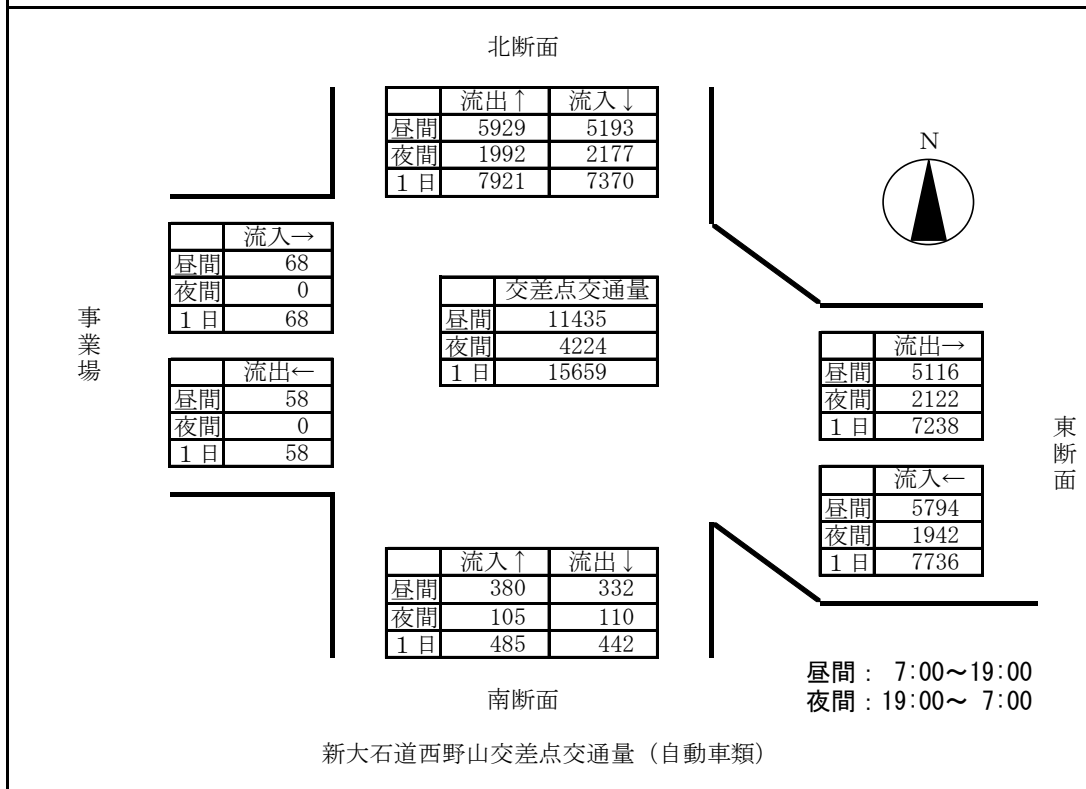 北断面
流出↑ 流入↓
昼間 5929 5193
夜間 1992 2177
1日 7921 7370
N
流入→
昼間 68
夜間 0
1日 68
事業場
流出←
昼間 58
夜間 0
1日 58
交差点交通量
昼間 11435
夜間 4224
1日 15659
流出→
昼間 5116
夜間 2122
1日 7238
東断面
流入←
昼間 5794
夜間 1942
1日 7736
流入↑ 流出↓
昼間 380 332
夜間 105 110
1日 485 442
南断面
昼間： 7:00～19:00
夜間：19:00～ 7:00
新大石道西野山交差点交通量（自動車類）